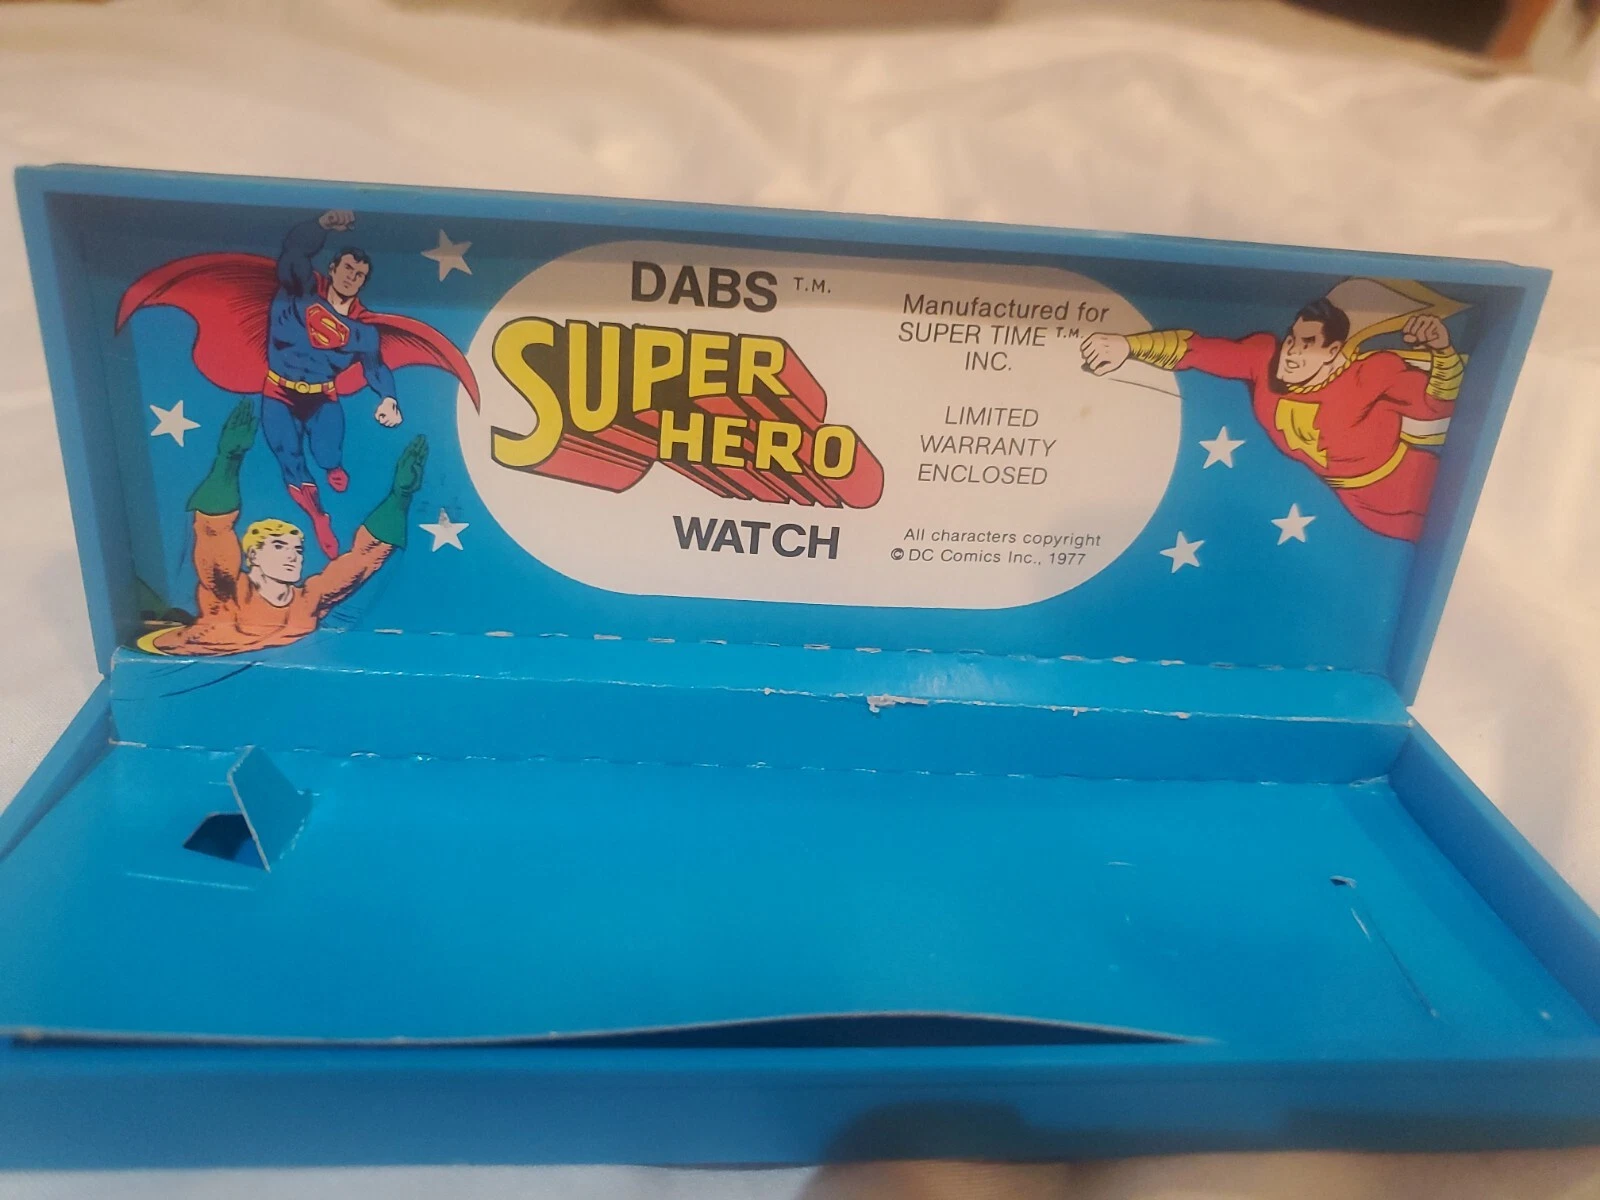 DABS T.M.
SUPER
HERO
WATCH
Manufactured for
SUPER TIME T.M.
INC.
LIMITED
WARRANTY
ENCLOSED
All characters copyright
© DC Comics Inc., 1977